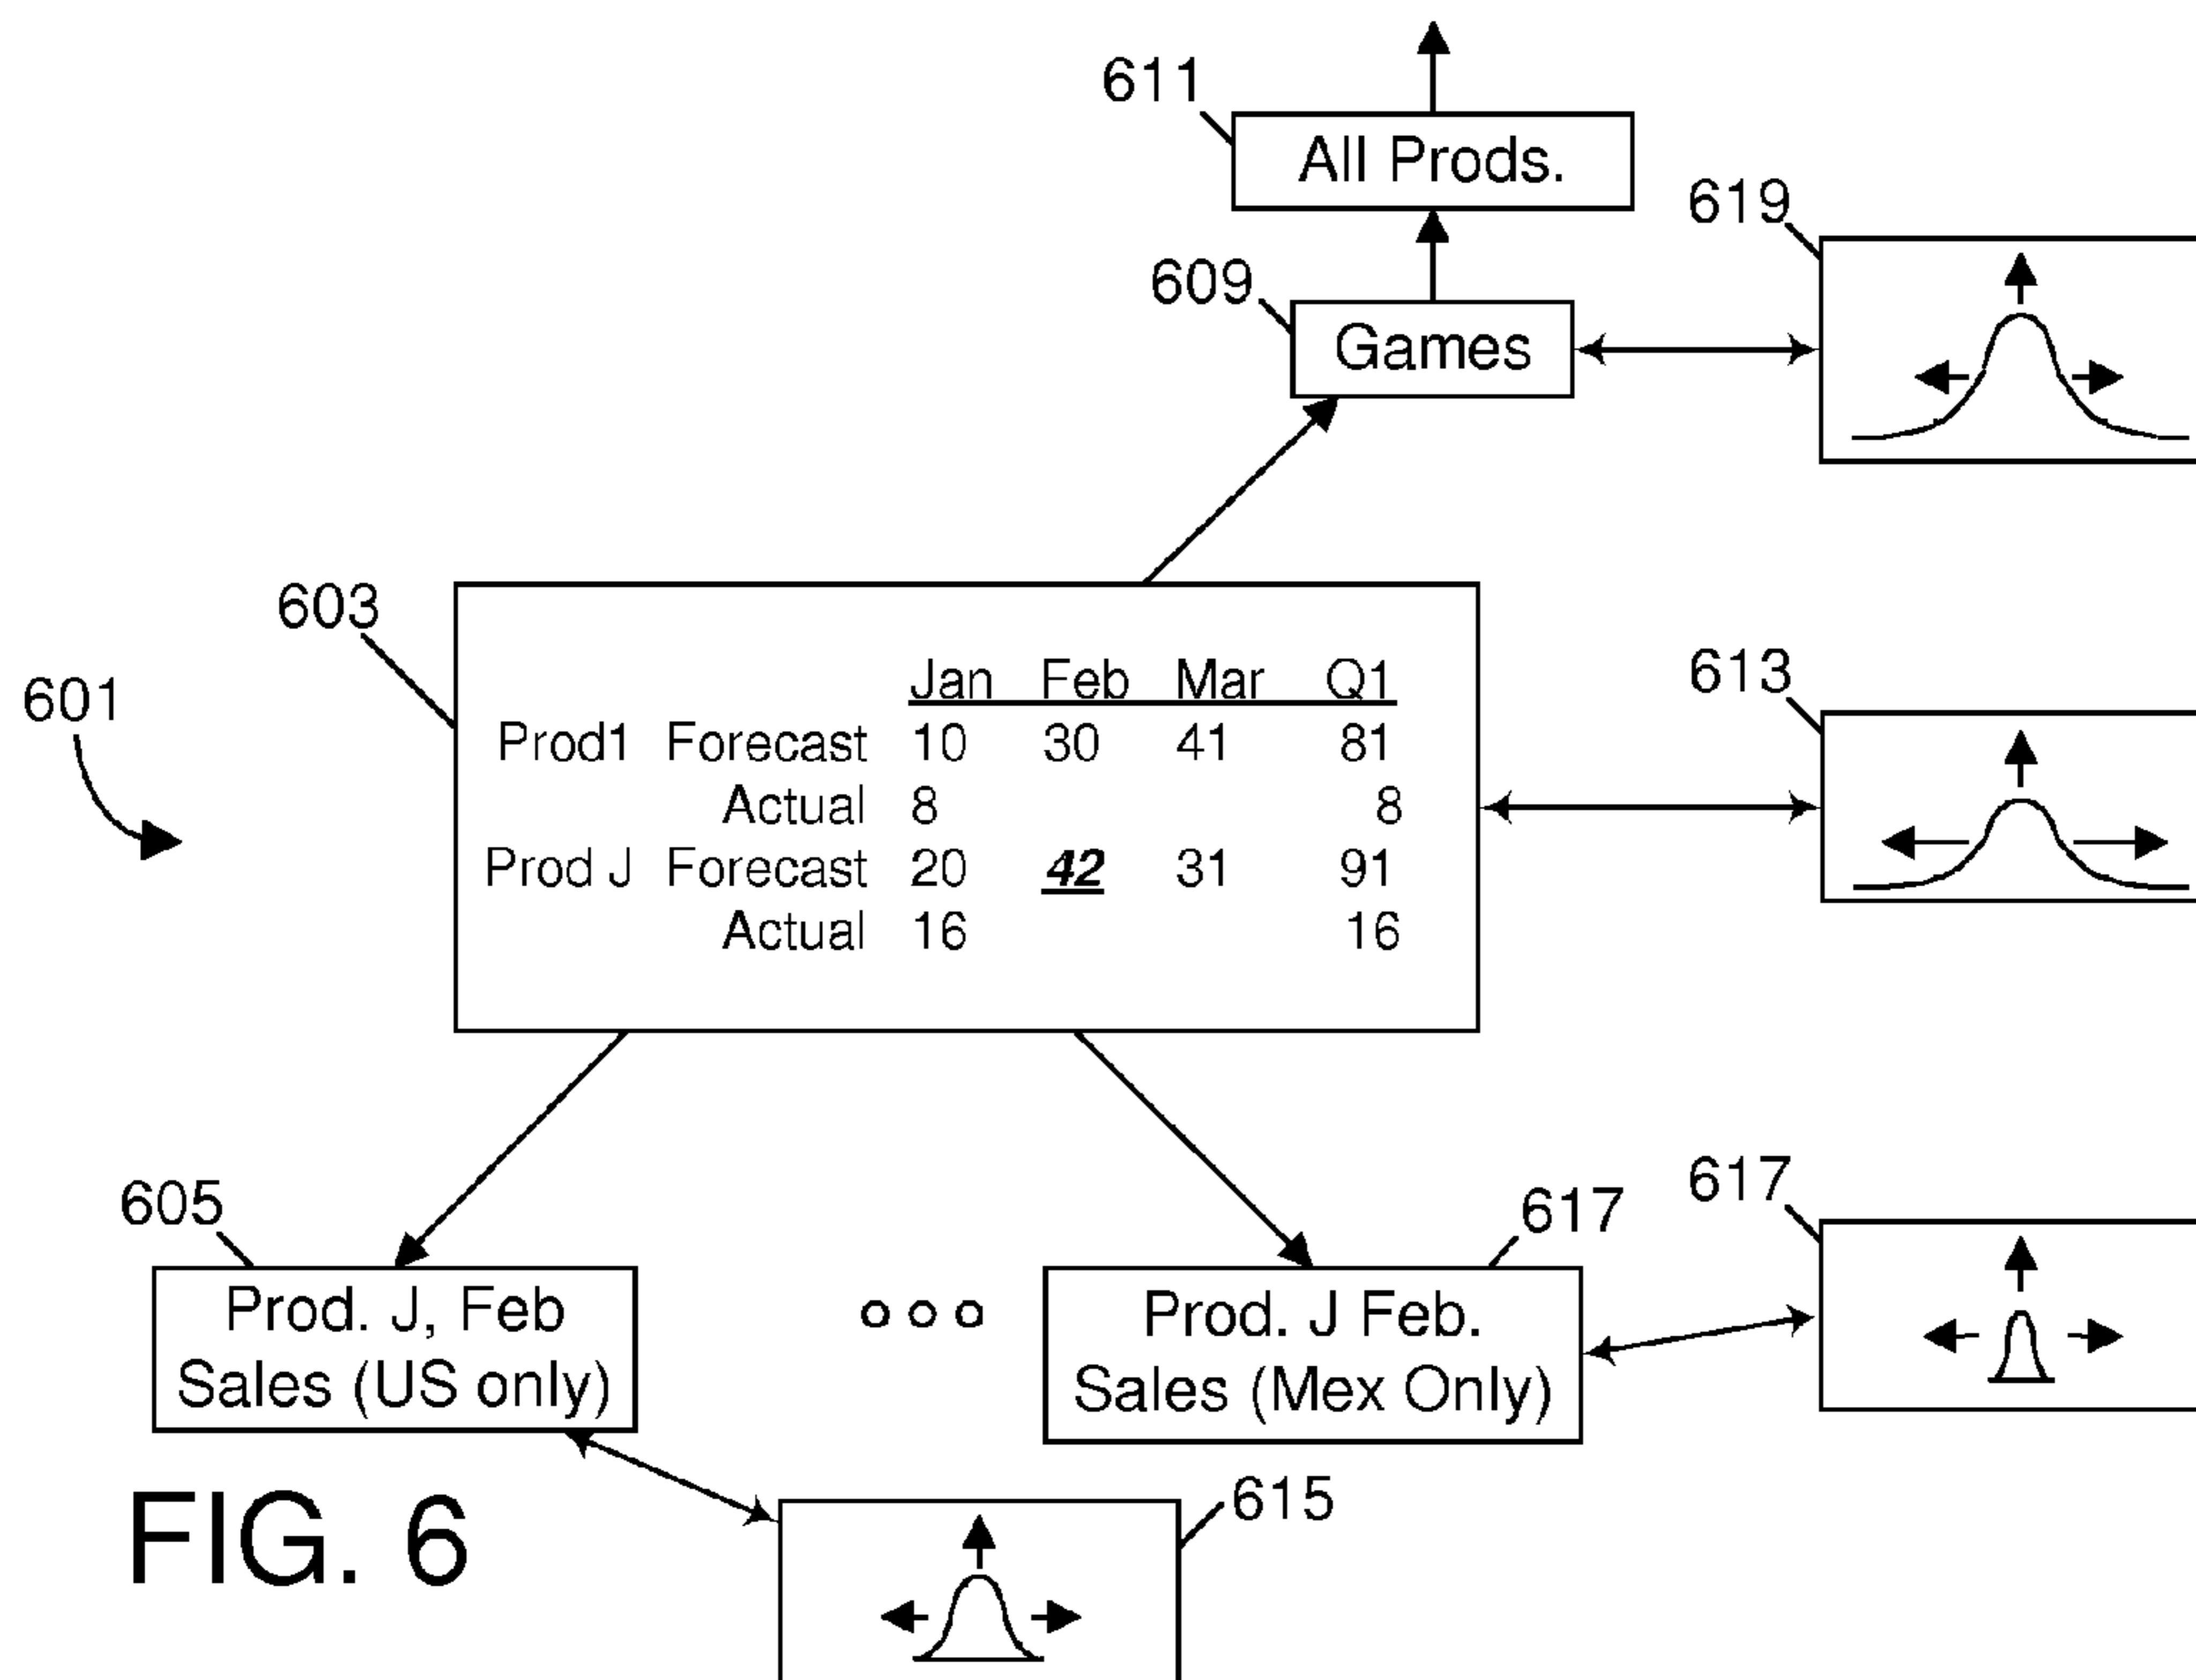 611
All Prods.
619
609
Games
603
601
613
Jan Feb Mar Q1
Prod1 Forecast 10 30 41 81
Actual 8 8
Prod J Forecast 20 42 31 91
Actual 16 16
605
617
617
Prod. J, Feb
Sales (US only)
Prod. J Feb.
Sales (Mex Only)
615
FIG. 6